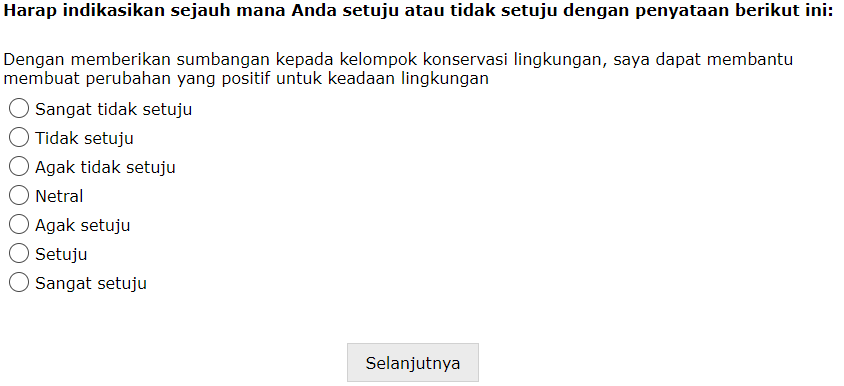 Harap indikasikan sejauh mana Anda setuju atau tidak setuju dengan penyataan berikut ini:
Dengan memberikan sumbangan kepada kelompok konservasi lingkungan, saya dapat membantu
membuat perubahan yang positif untuk keadaan lingkungan
Sangat tidak setuju
Tidak setuju
Agak tidak setuju
Netral
Agak setuju
Setuju
Sangat setuju
Selanjutnya